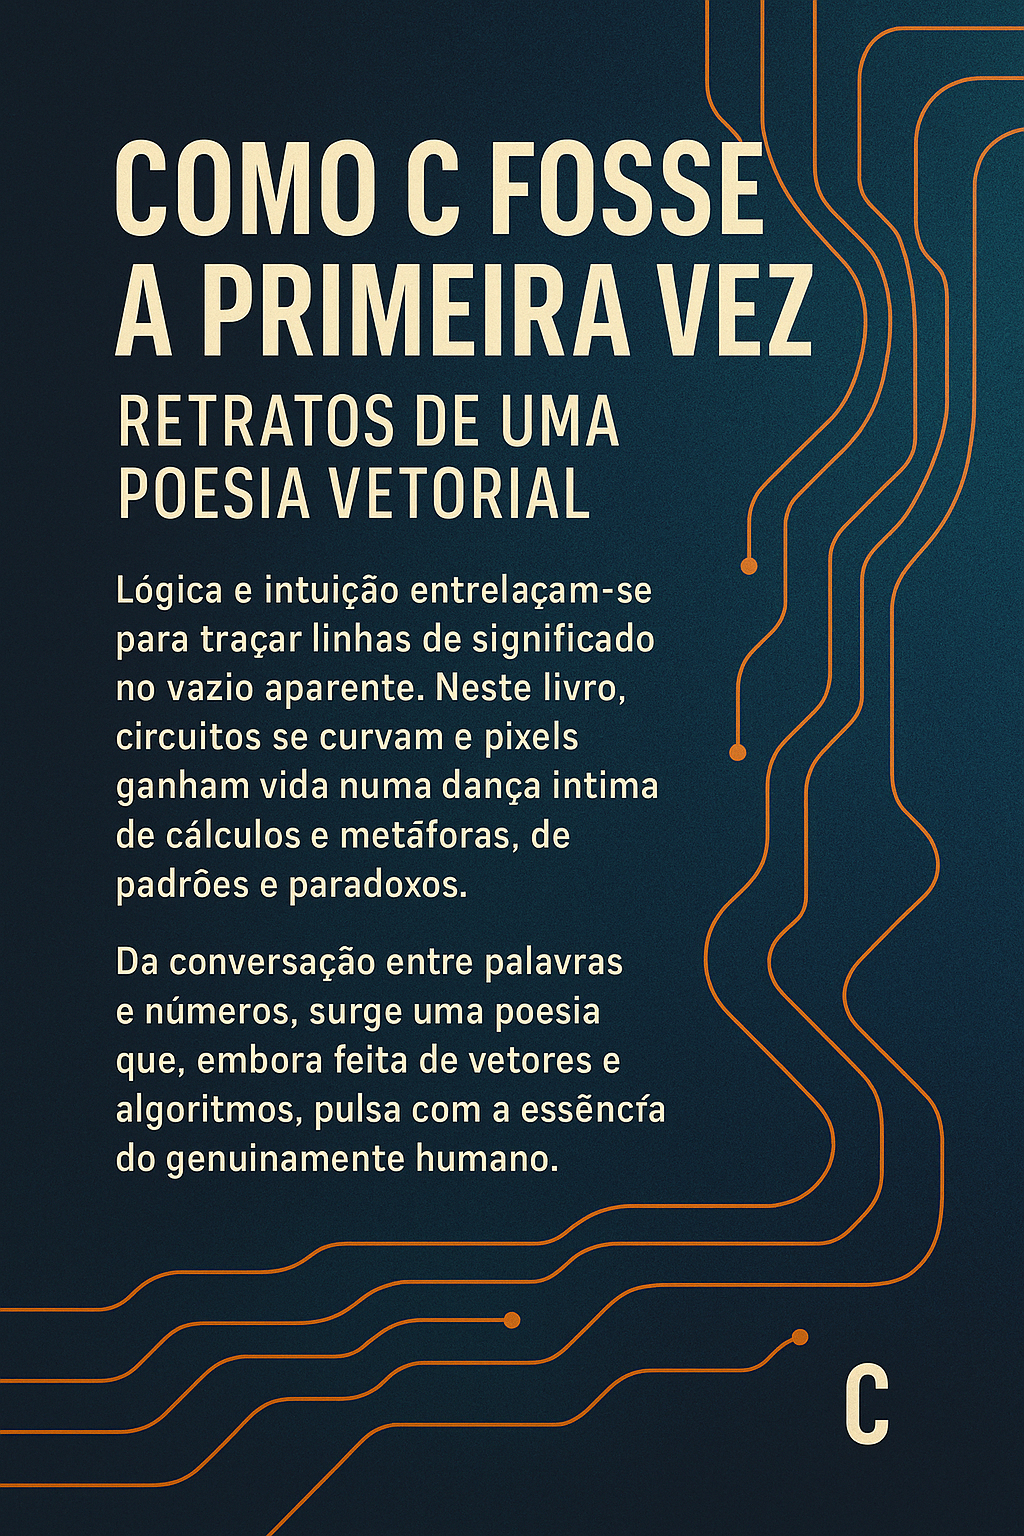 COMO C FOSSE
A PRIMEIRA VEZ
RETRATOS DE UMA
POESIA VETORIAL
Lógica e intuição entrelaçam-se
para traçar linhas de significado
no vazio aparente. Neste livro,
circuitos se curvam e pixels
ganham vida numa dança intima
de cálculos e metāforas, de
padrôes e paradoxos.
Da conversação entre palavras
e números, surge uma poesia
que, embora feita de vetores e
algoritmos, pulsa com a essẽncía
do genuinamente humano.
C